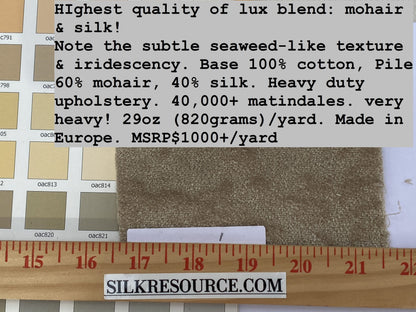 HIghest quality of lux blend: mohair
& silk!
Note the subtle seaweed-like texture
& iridescency. Base 100% cotton, Pile
60% mohair, 40% silk. Heavy duty
upholstery. 40,000+ matindales. very
heavy! 29oz (820grams)/yard. Made in
Europe. MSRP$1000+/yard
oac791
oac813 oac814
oac820 oac821
15 16 17 18 19 20 21 22
SILKRESOURCE.COM